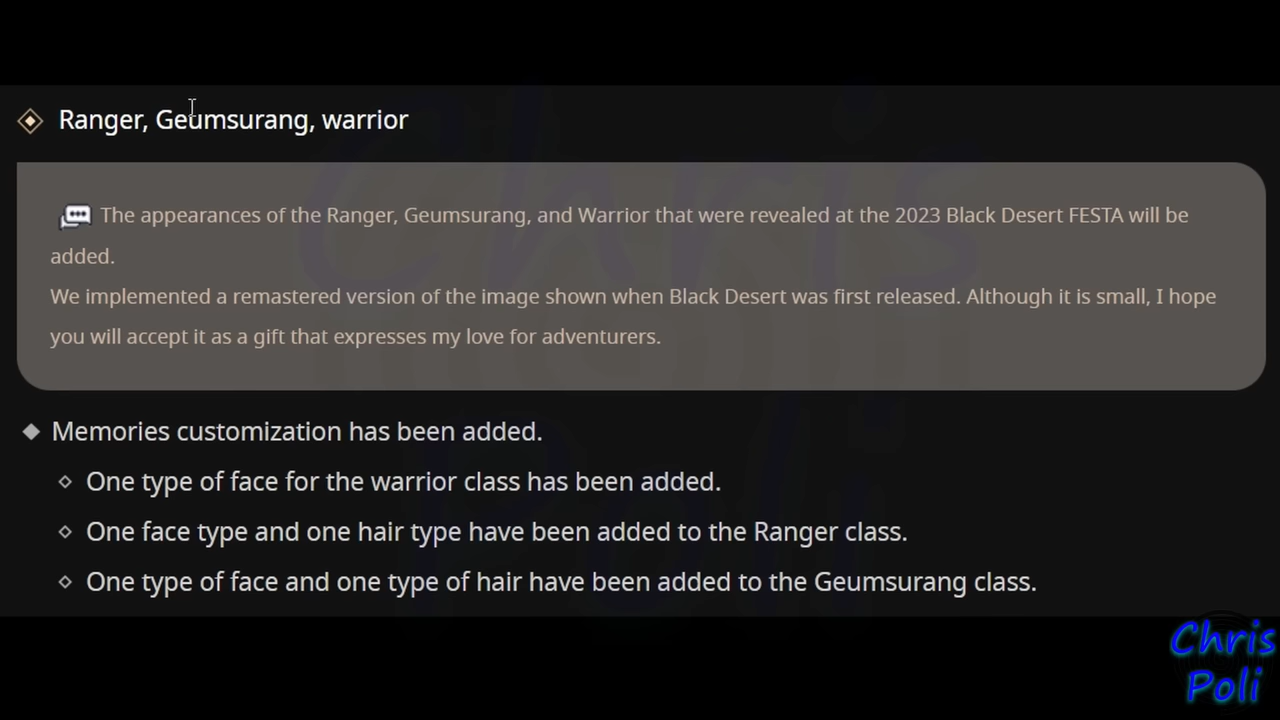 Ranger, Geumsurang, warrior
The appearances of the Ranger, Geumsurang, and Warrior that were revealed at the 2023 Black Desert FESTA will be
added.
We implemented a remastered version of the image shown when Black Desert was first released. Although it is small, I hope
you will accept it as a gift that expresses my love for adventurers.
Memories customization has been added.
One type of face for the warrior class has been added.
One face type and one hair type have been added to the Ranger class.
One type of face and one type of hair have been added to the Geumsurang class.
Chris
Poli
Chris
Poli